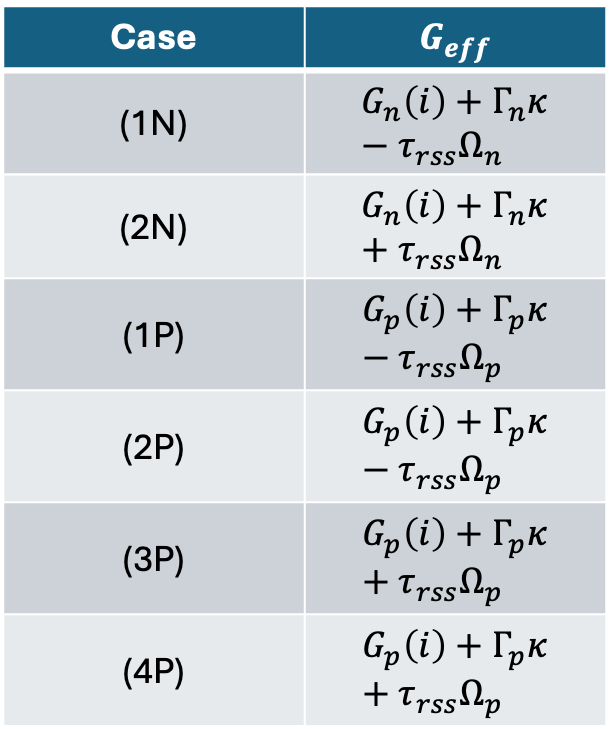 Case G_eff
(1N) G_n(i) + Γ_nκ
− τ_rssΩ_n
(2N) G_n(i) + Γ_nκ
+ τ_rssΩ_n
(1P) G_p(i) + Γ_pκ
− τ_rssΩ_p
(2P) G_p(i) + Γ_pκ
− τ_rssΩ_p
(3P) G_p(i) + Γ_pκ
+ τ_rssΩ_p
(4P) G_p(i) + Γ_pκ
+ τ_rssΩ_p